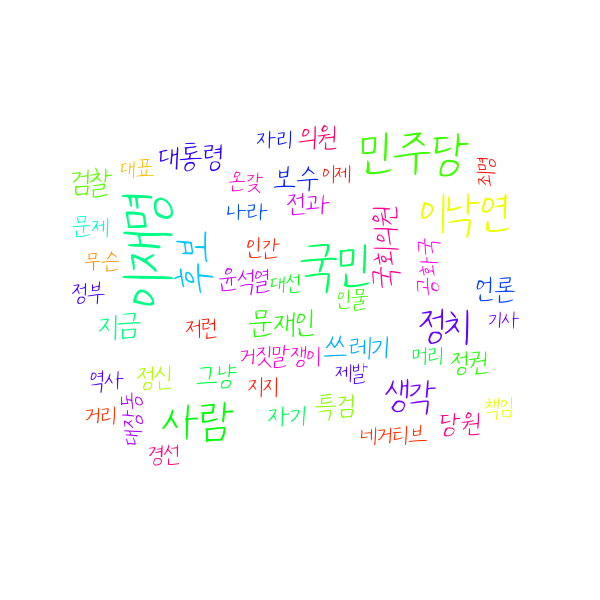 자리 의원 민주당
대통령
대표
검찰
온갖 보수 이제 죄명
전과
이재명
후보
나라
문제
국회의원
이낙연
공화국
무슨
인간
국민
정부
윤석열 대선
인물
언론
지금
저런
문재인
정치
기사
거짓말쟁이 쓰레기
머리 정권
역사 정신 그냥 지지 제발
생각
거리
대장동
사람 자기 특검
책임
네거티브 당원
경선